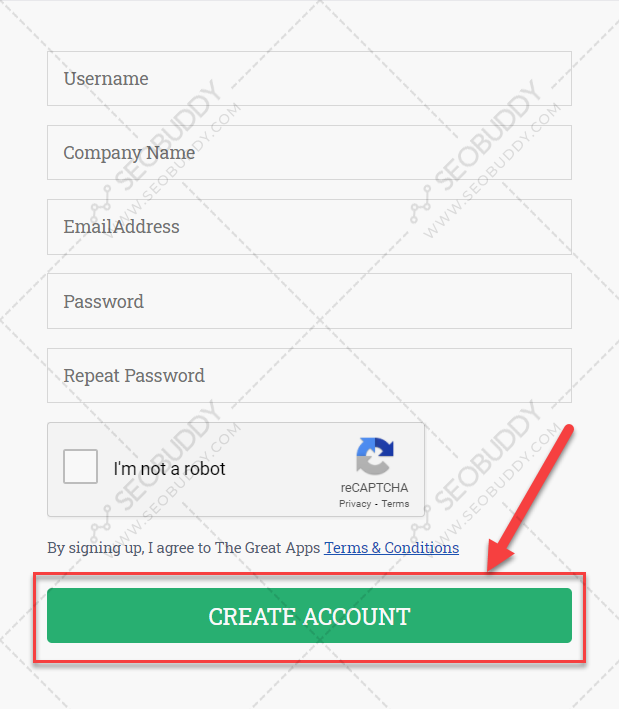 Username
Company Name
EmailAddress
Password
Repeat Password
I'm not a robot
reCAPTCHA
Privacy - Terms
By signing up, I agree to The Great Apps Terms & Conditions
CREATE ACCOUNT
SEOBUDDY
WWW.SEOBUDDY.COM
SEOBUDDY
WWW.SEOBUDDY.COM
SEOBUDDY
WWW.SEOBUDDY.COM
SEOBUDDY
WWW.SEOBUDDY.COM